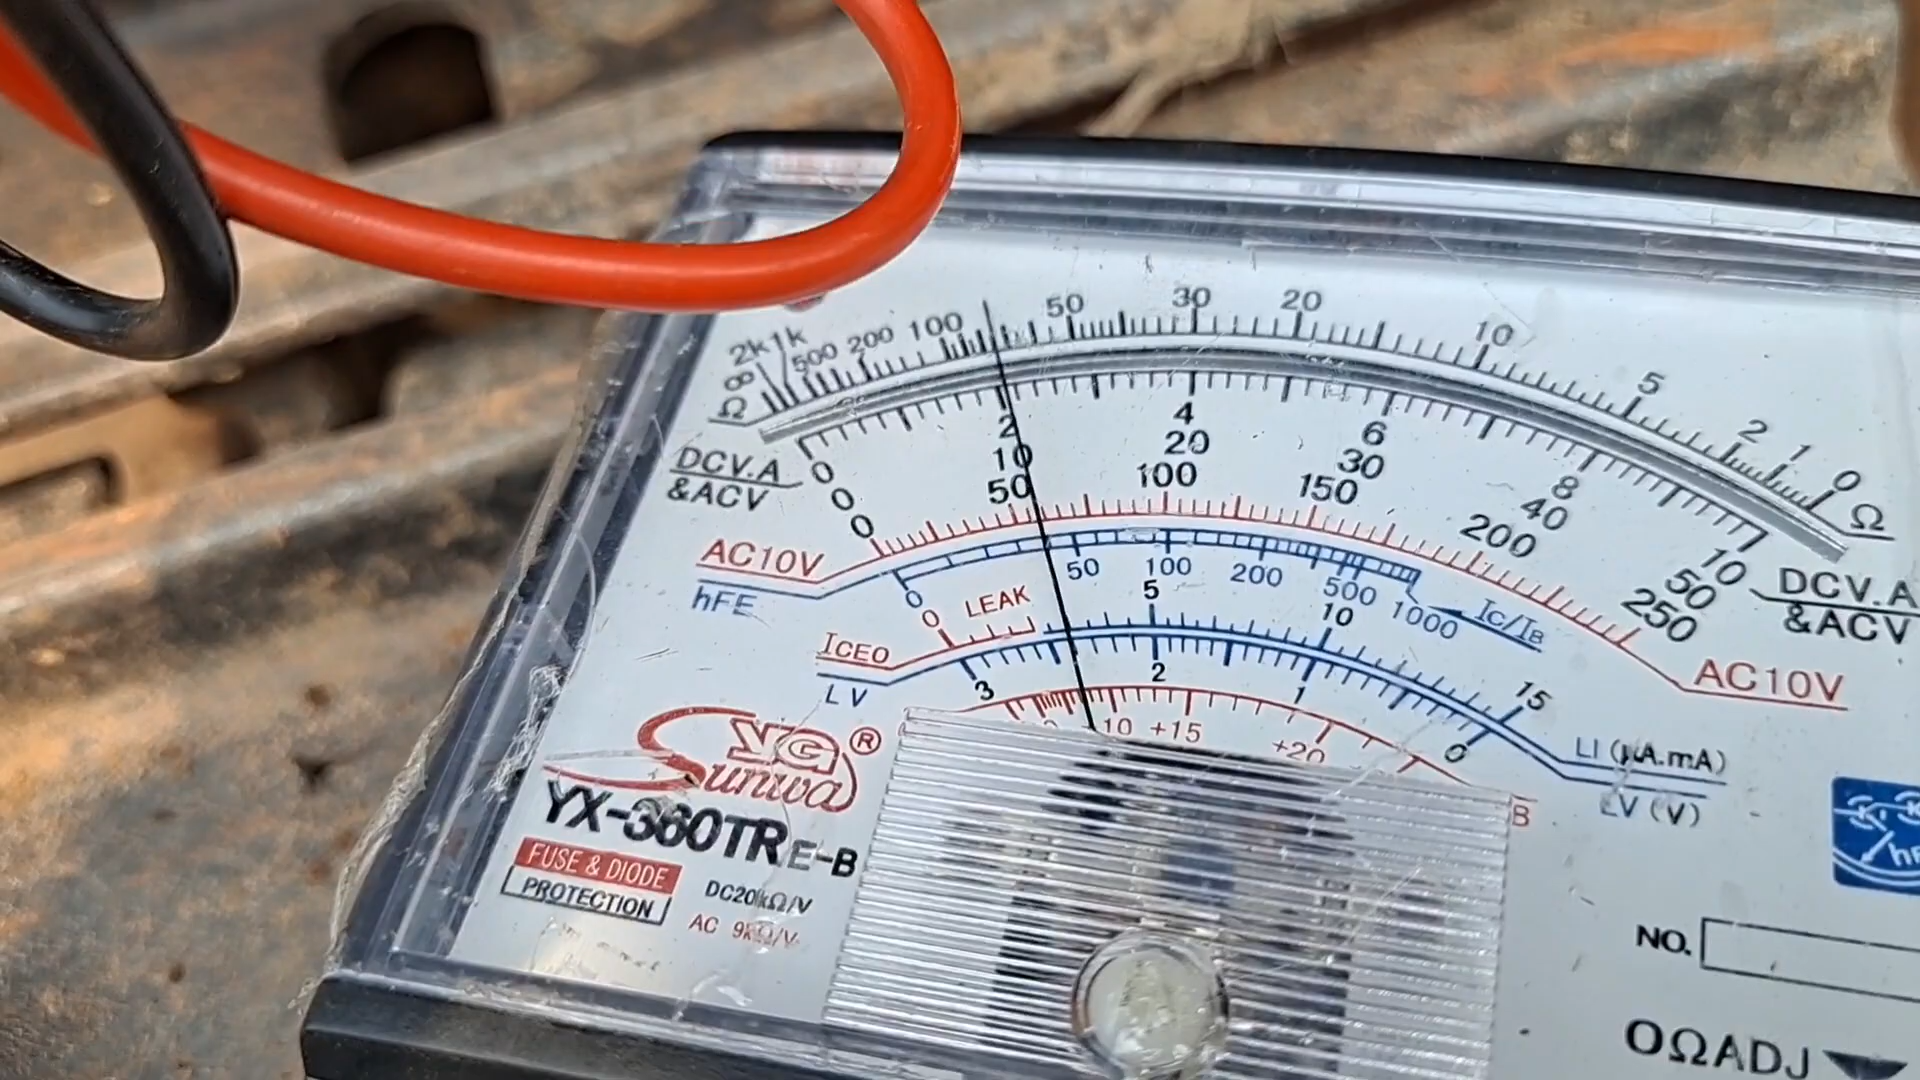 ∞ 2k 1k 500 200 100 50 30 20 10 5 2 1 0
Ω Ω
DCV.A 0 2 4 6 8 10 DCV.A
&ACV 0 10 20 30 40 50 &ACV
0 50 100 150 200 250
AC10V AC10V
hFE 0 50 100 200 500 1000 Ic/IB
LEAK
ICEO 0 5 10 15 LI (μA.mA)
LV 3 2 1 0 LV (V)
10 +15 +20
B
YG
Sunwa ®
YX-360TRE-B
FUSE & DIODE
PROTECTION
DC20kΩ/V
AC 9kΩ/V
NO.
0ΩADJ